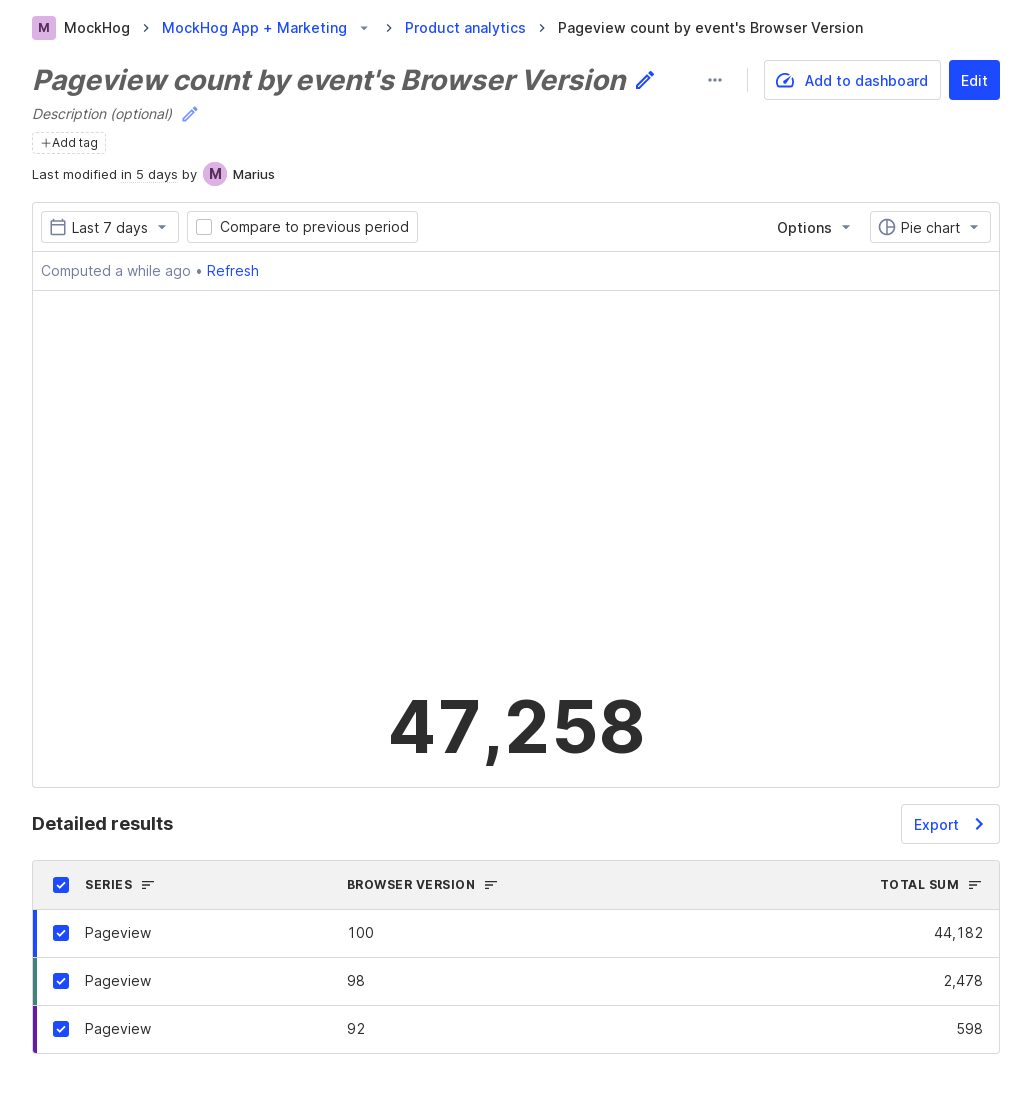 M MockHog > MockHog App + Marketing > Product analytics > Pageview count by event's Browser Version
Pageview count by event's Browser Version
Add to dashboard
Edit
Description (optional)
+Add tag
Last modified in 5 days by M Marius
Last 7 days
Compare to previous period
Options
Pie chart
Computed a while ago • Refresh
47,258
Detailed results
Export
SERIES BROWSER VERSION TOTAL SUM
Pageview 100 44,182
Pageview 98 2,478
Pageview 92 598